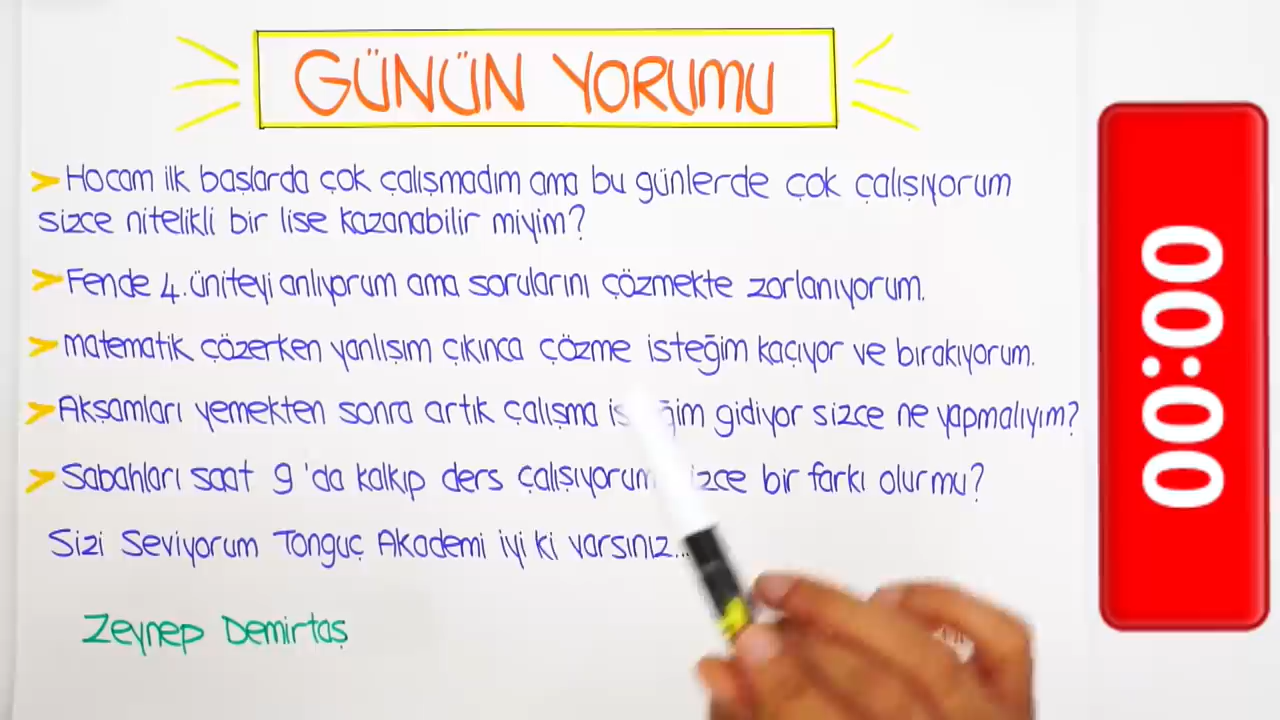 GÜNÜN YORUMU
> Hocam ilk başlarda çok çalışmadım ama bu günlerde çok çalışıyorum
sizce nitelikli bir lise kazanabilir miyim?
> Fende 4. üniteyi anlıyorum ama sorularını çözmekte zorlanıyorum.
> matematik çözerken yanlışım çıkınca çözme isteğim kaçıyor ve bırakıyorum.
> Akşamları yemekten sonra artık çalışma gidiyor sizce ne yapmalıyım?
> Sabahları saat 9'da kalkıp ders çalışıyorum bir farkı olurmu?
Sizi Seviyorum Tonguç Akademi iyi ki varsınız...
Zeynep Demirtaş
00:00